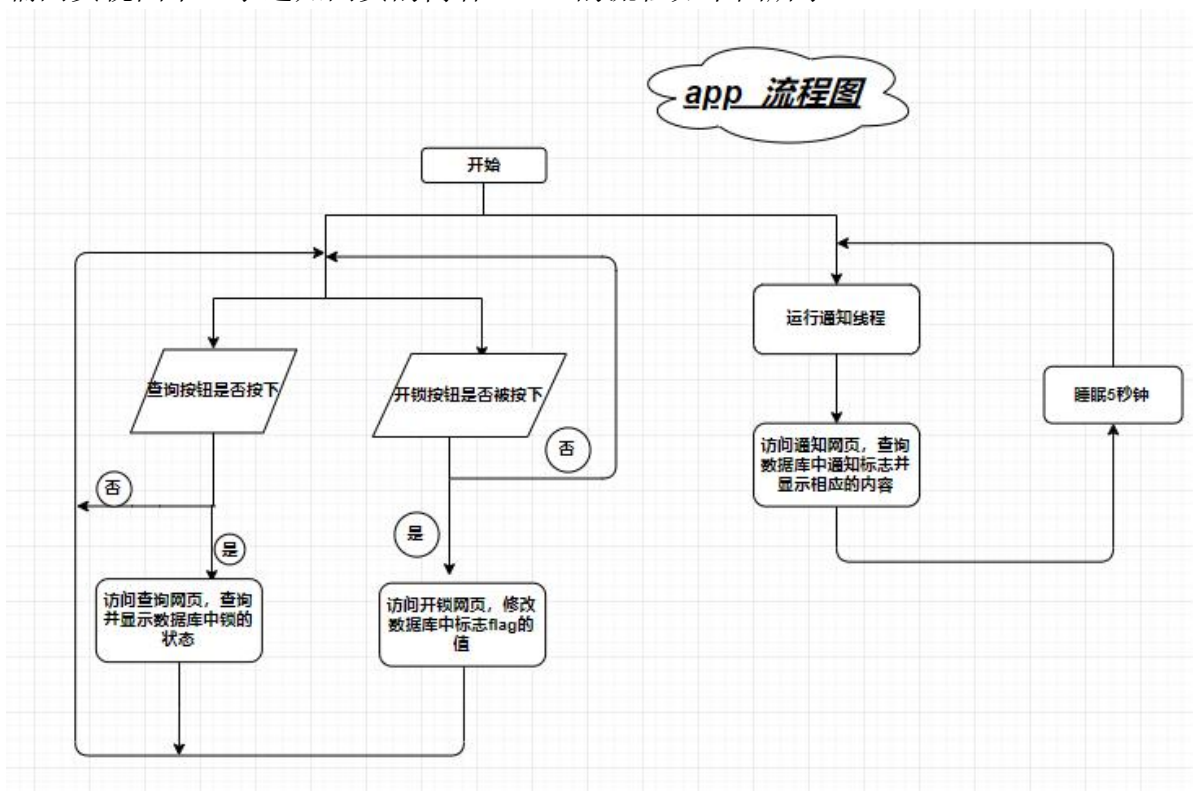 app 流程图
开始
查询按钮是否按下
开锁按钮是否被按下
否
是
否
是
访问查询网页，查询
并显示数据库中锁的
状态
访问开锁网页，修改
数据库中标志flag的
值
运行通知线程
访问通知网页，查询
数据库中通知标志并
显示相应的内容
睡眠5秒钟